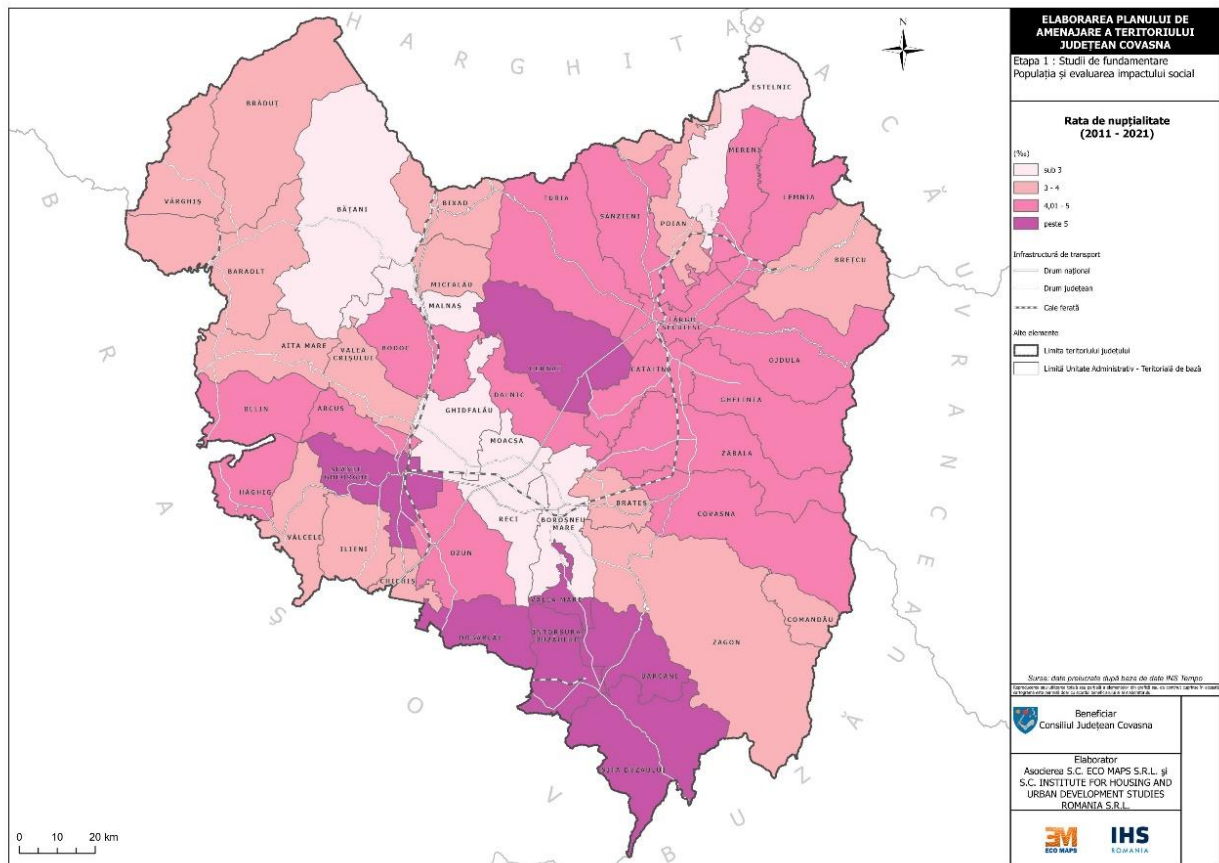 HARGHITA
BACĂU
VRANCEA
BUZĂU
BRAȘOV
N
ESTELNIC
BRĂDUȚ
MERENI
LEMNIA
VÂRGHIȘ
BĂȚANI
BIXAD
TURIA
SÂNZIENI
POIAN
BREȚCU
BARAOLT
MICFALĂU
MALNAȘ
TÂRGU SECUIESC
AITA MARE
VALEA CRIȘULUI
BODOC
CERNAT
CATALINA
OJDULA
GHELINȚA
BELIN
ARCUȘ
GHIDFALĂU
DALNIC
MOACȘA
ZĂBALA
SFÂNTU GHEORGHE
HĂGHIG
COVASNA
BRATEȘ
RECI
BOROȘNEU MARE
VÂLCELE
ILIENI
OZUN
CHICHIȘ
VALEA MARE
COMANDĂU
DOBÂRLĂU
ÎNTORSURA BUZĂULUI
ZAGON
BARCANI
SITA BUZĂULUI
0 10 20 km
ELABORAREA PLANULUI DE
AMENAJARE A TERITORIULUI
JUDEȚEAN COVASNA
Etapa 1 : Studii de fundamentare
Populația și evaluarea impactului social
Rata de nupțialitate
(2011 - 2021)
(‰)
sub 3
3 - 4
4,01 - 5
peste 5
Infrastructură de transport
Drum național
Drum județean
Cale ferată
Alte elemente
Limita teritoriului județului
Limită Unitate Administrativ - Teritorială de bază
Sursa: date prelucrate după baza de date INS Tempo
Beneficiar
Consiliul Județean Covasna
Elaborator
Asocierea S.C. ECO MAPS S.R.L. și
S.C. INSTITUTE FOR HOUSING AND
URBAN DEVELOPMENT STUDIES
ROMANIA S.R.L.
ECO MAPS
IHS
ROMANIA